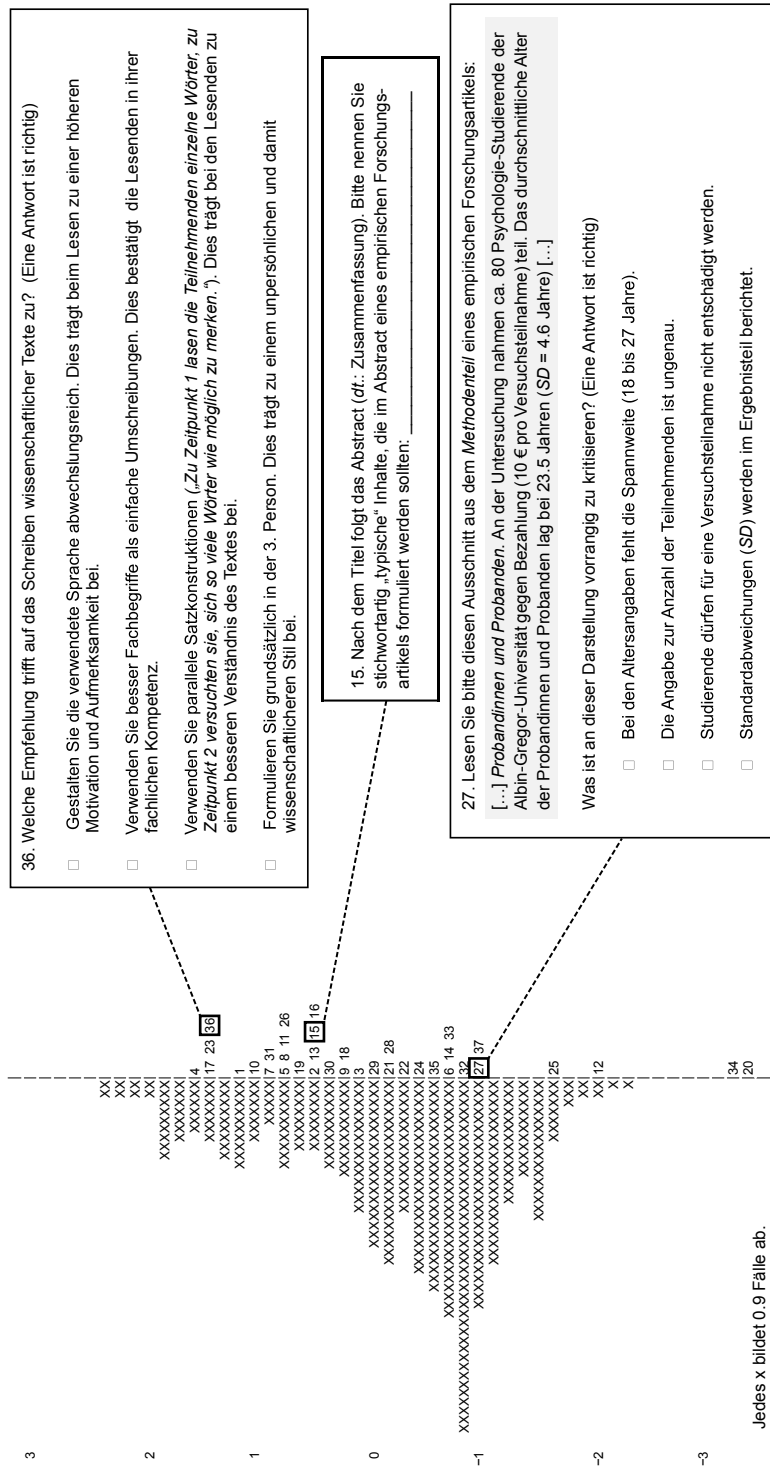 3
2
1
0
−1
−2
−3
4
17 23 36
1
10
7 31
5 8 11 26
19
2 13 15 16
30
9 18
3
29
21 28
22
24
35
6 14 33
32
27 37
25
12
34
20
Jedes x bildet 0.9 Fälle ab.
36. Welche Empfehlung trifft auf das Schreiben wissenschaftlicher Texte zu? (Eine Antwort ist richtig)
□ Gestalten Sie die verwendete Sprache abwechslungsreich. Dies trägt beim Lesen zu einer höheren
Motivation und Aufmerksamkeit bei.
□ Verwenden Sie besser Fachbegriffe als einfache Umschreibungen. Dies bestätigt die Lesenden in ihrer
fachlichen Kompetenz.
□ Verwenden Sie parallele Satzkonstruktionen („Zu Zeitpunkt 1 lasen die Teilnehmenden einzelne Wörter, zu
Zeitpunkt 2 versuchten sie, sich so viele Wörter wie möglich zu merken. “). Dies trägt bei den Lesenden zu
einem besseren Verständnis des Textes bei.
□ Formulieren Sie grundsätzlich in der 3. Person. Dies trägt zu einem unpersönlichen und damit
wissenschaftlicheren Stil bei.
15. Nach dem Titel folgt das Abstract (dt.: Zusammenfassung). Bitte nennen Sie
stichwortartig „typische“ Inhalte, die im Abstract eines empirischen Forschungs-
artikels formuliert werden sollten: ____________________
27. Lesen Sie bitte diesen Ausschnitt aus dem Methodenteil eines empirischen Forschungsartikels:
[…] Probandinnen und Probanden. An der Untersuchung nahmen ca. 80 Psychologie-Studierende der
Albin-Gregor-Universität gegen Bezahlung (10 € pro Versuchsteilnahme) teil. Das durchschnittliche Alter
der Probandinnen und Probanden lag bei 23.5 Jahren (SD = 4.6 Jahre) […]
Was ist an dieser Darstellung vorrangig zu kritisieren? (Eine Antwort ist richtig)
□ Bei den Altersangaben fehlt die Spannweite (18 bis 27 Jahre).
□ Die Angabe zur Anzahl der Teilnehmenden ist ungenau.
□ Studierende dürfen für eine Versuchsteilnahme nicht entschädigt werden.
□ Standardabweichungen (SD) werden im Ergebnisteil berichtet.